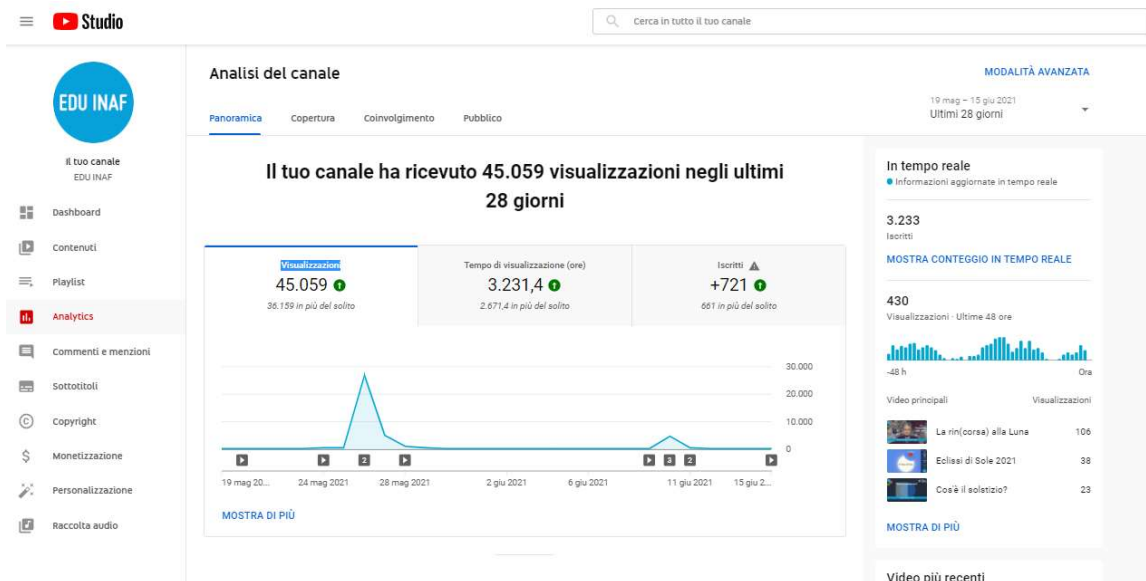 Studio
Cerca in tutto il tuo canale
EDU INAF
Il tuo canale
EDU INAF
Dashboard
Contenuti
Playlist
Analytics
Commenti e menzioni
Sottotitoli
Copyright
Monetizzazione
Personalizzazione
Raccolta audio
Analisi del canale
MODALITÀ AVANZATA
Panoramica Copertura Coinvolgimento Pubblico
19 mag – 15 giu 2021
Ultimi 28 giorni
Il tuo canale ha ricevuto 45.059 visualizzazioni negli ultimi
28 giorni
Visualizzazioni
45.059
36.159 in più del solito
Tempo di visualizzazione (ore)
3.231,4
2.671,4 in più del solito
Iscritti
+721
661 in più del solito
30.000
20.000
10.000
0
2 3 2
19 mag 20... 24 mag 2021 28 mag 2021 2 giu 2021 6 giu 2021 11 giu 2021 15 giu 2...
MOSTRA DI PIÙ
In tempo reale
Informazioni aggiornate in tempo reale
3.233
Iscritti
MOSTRA CONTEGGIO IN TEMPO REALE
430
Visualizzazioni · Ultime 48 ore
-48 h Ora
Video principali Visualizzazioni
La rin(corsa) alla Luna 106
Eclissi di Sole 2021 38
Cos'è il solstizio? 23
MOSTRA DI PIÙ
Video più recenti